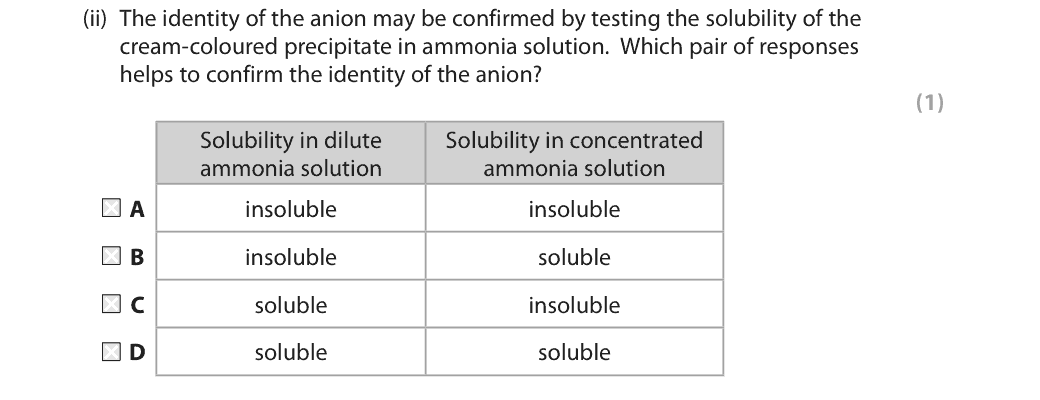 (ii) The identity of the anion may be confirmed by testing the solubility of the
cream-coloured precipitate in ammonia solution. Which pair of responses
helps to confirm the identity of the anion?
(1)
Solubility in dilute
ammonia solution
Solubility in concentrated
ammonia solution
A insoluble insoluble
B insoluble soluble
C soluble insoluble
D soluble soluble